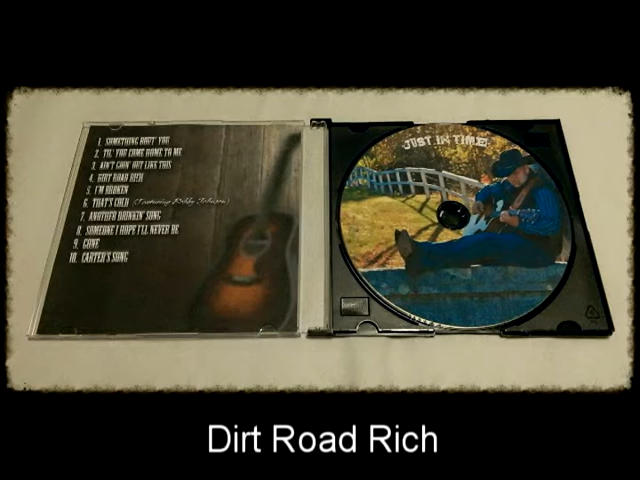 1. SOMETHING BOUT YOU
2. TIL' YOU COME HOME TO ME
3. AIN'T GOIN' OUT LIKE THIS
4. DIRT ROAD RICH
5. I'M BROKEN
6. THAT'S COLD (Featuring
7. ANOTHER DRINKIN' SONG
8. SOMEONE I HOPE I'LL NEVER BE
9. GONE
10. CARTER'S SONG
JUST IN TIME
Dirt Road Rich